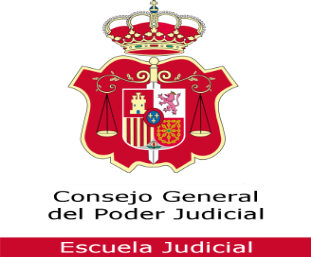 Consejo General
del Poder Judicial
Escuela Judicial